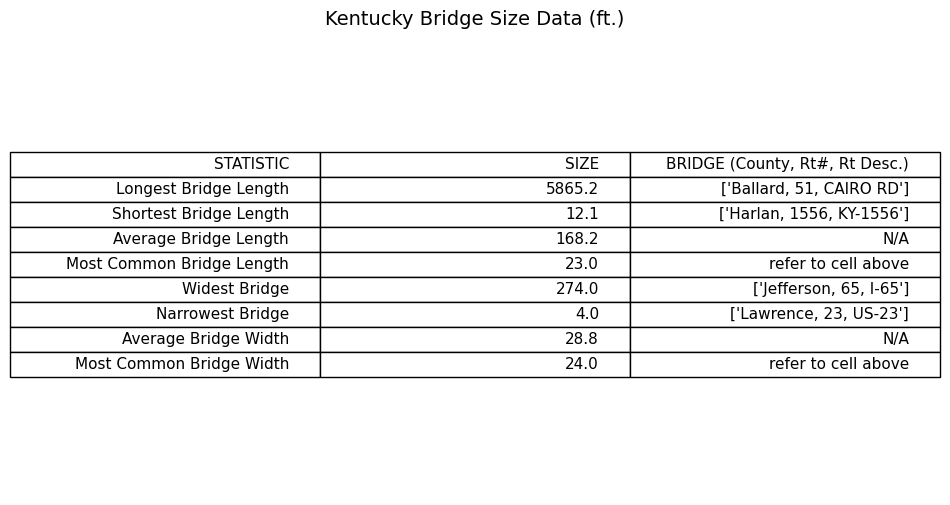 Kentucky Bridge Size Data (ft.)
STATISTIC SIZE BRIDGE (County, Rt#, Rt Desc.)
Longest Bridge Length 5865.2 ['Ballard, 51, CAIRO RD']
Shortest Bridge Length 12.1 ['Harlan, 1556, KY-1556']
Average Bridge Length 168.2 N/A
Most Common Bridge Length 23.0 refer to cell above
Widest Bridge 274.0 ['Jefferson, 65, I-65']
Narrowest Bridge 4.0 ['Lawrence, 23, US-23']
Average Bridge Width 28.8 N/A
Most Common Bridge Width 24.0 refer to cell above